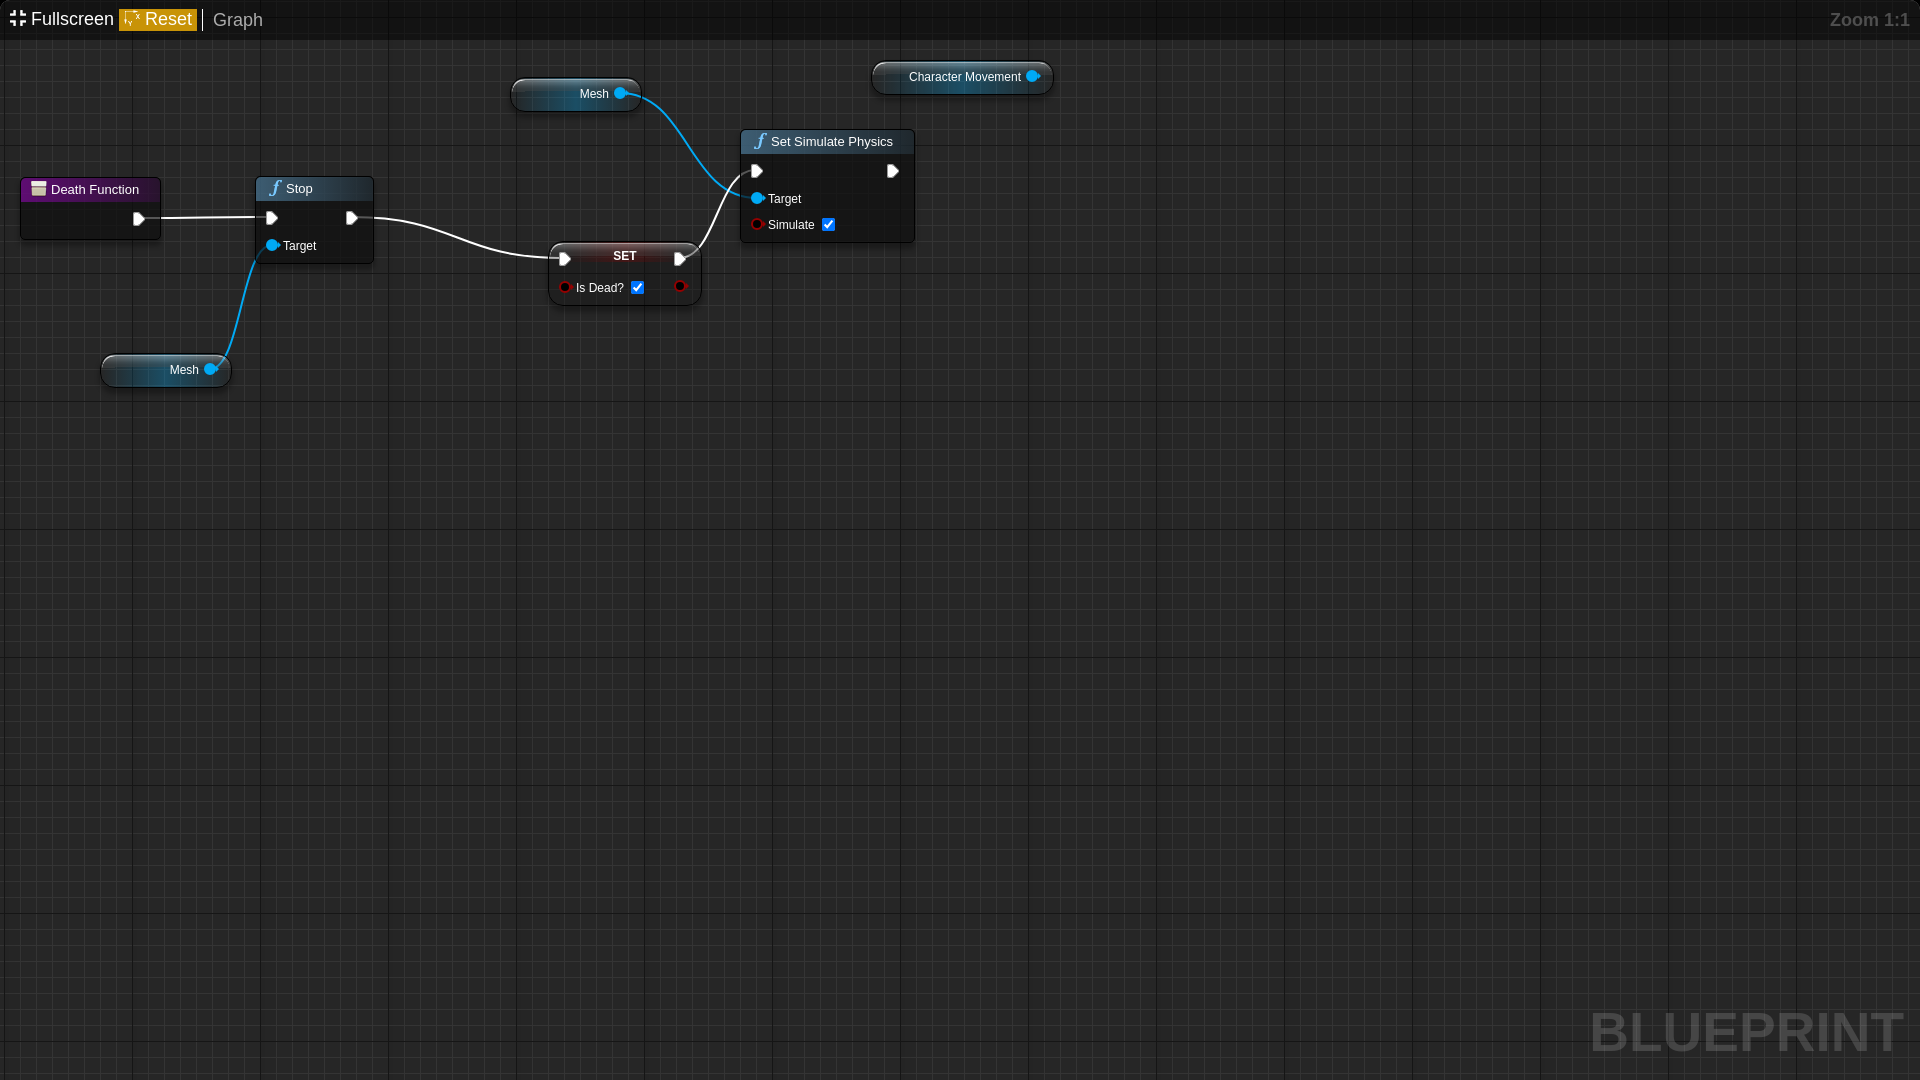 Fullscreen Reset Graph
Zoom 1:1
Character Movement
Mesh
Set Simulate Physics
Target
Simulate
Death Function
Stop
Target
SET
Is Dead?
Mesh
BLUEPRINT